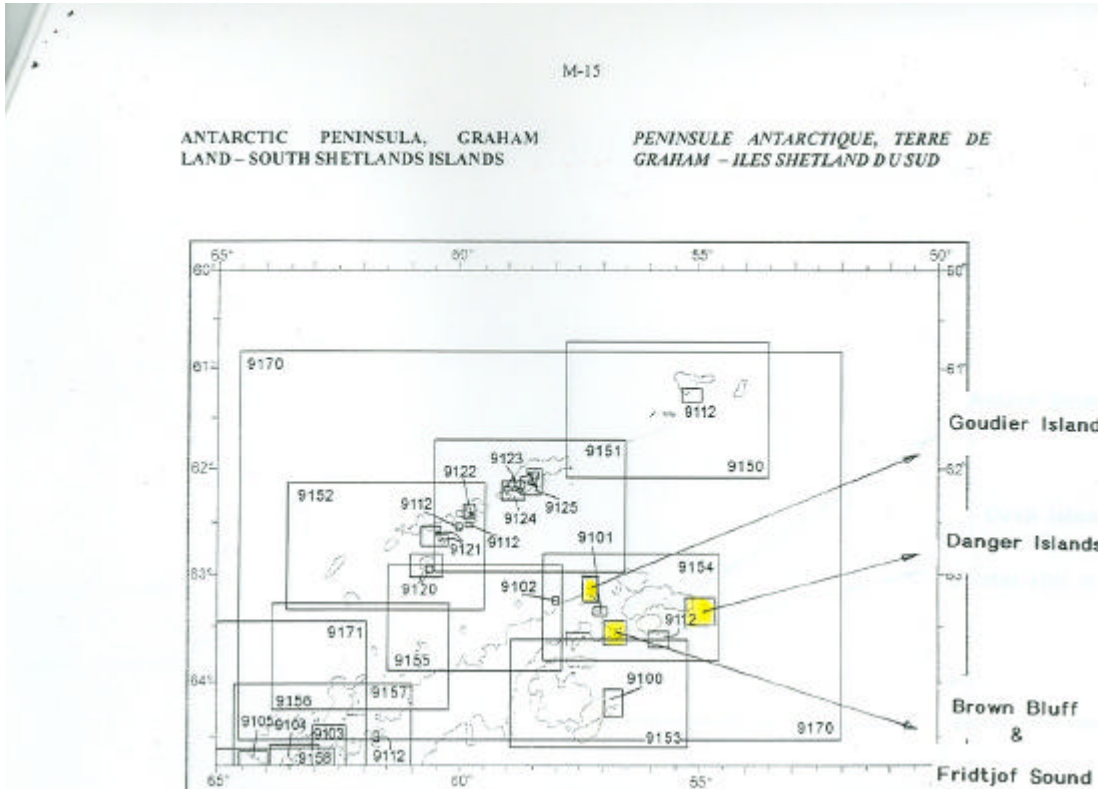 M-15
ANTARCTIC PENINSULA, GRAHAM
LAND – SOUTH SHETLANDS ISLANDS
PENINSULE ANTARCTIQUE, TERRE DE
GRAHAM – ILES SHETLAND DU SUD
65° 60° 55° 50°
60°
61° 61°
9170
9112
Goudier Island
9151
9123
9150
62° 62°
9122
9152
9112
9124 9125
9121 9112
9101
Danger Islands
63° 63°
9154
9120 9102
9112
9171
9155
9100
64°
9156 9157
Brown Bluff
9105 9104 9103
9170
&
9153
9158 9112
65° 60° 55°
Fridtjof Sound